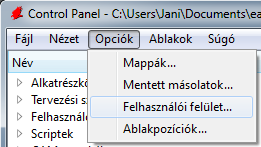 Control Panel - C:\Users\Jani\Documents\ea
Fájl Nézet Opciók Ablakok Súgó
Név
Mappák...
Mentett másolatok...
Felhasználói felület...
Ablakpozíciók...
Alkatrészk
Tervezési s
Felhasználó
Scriptek